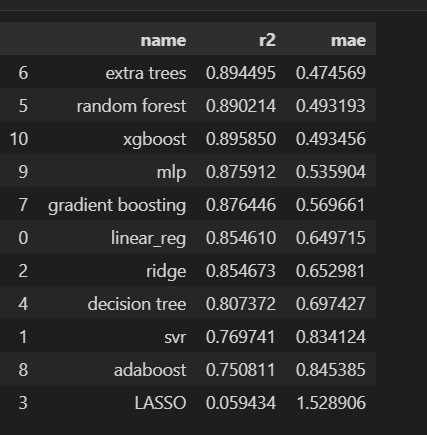 name r2 mae
6 extra trees 0.894495 0.474569
5 random forest 0.890214 0.493193
10 xgboost 0.895850 0.493456
9 mlp 0.875912 0.535904
7 gradient boosting 0.876446 0.569661
0 linear_reg 0.854610 0.649715
2 ridge 0.854673 0.652981
4 decision tree 0.807372 0.697427
1 svr 0.769741 0.834124
8 adaboost 0.750811 0.845385
3 LASSO 0.059434 1.528906